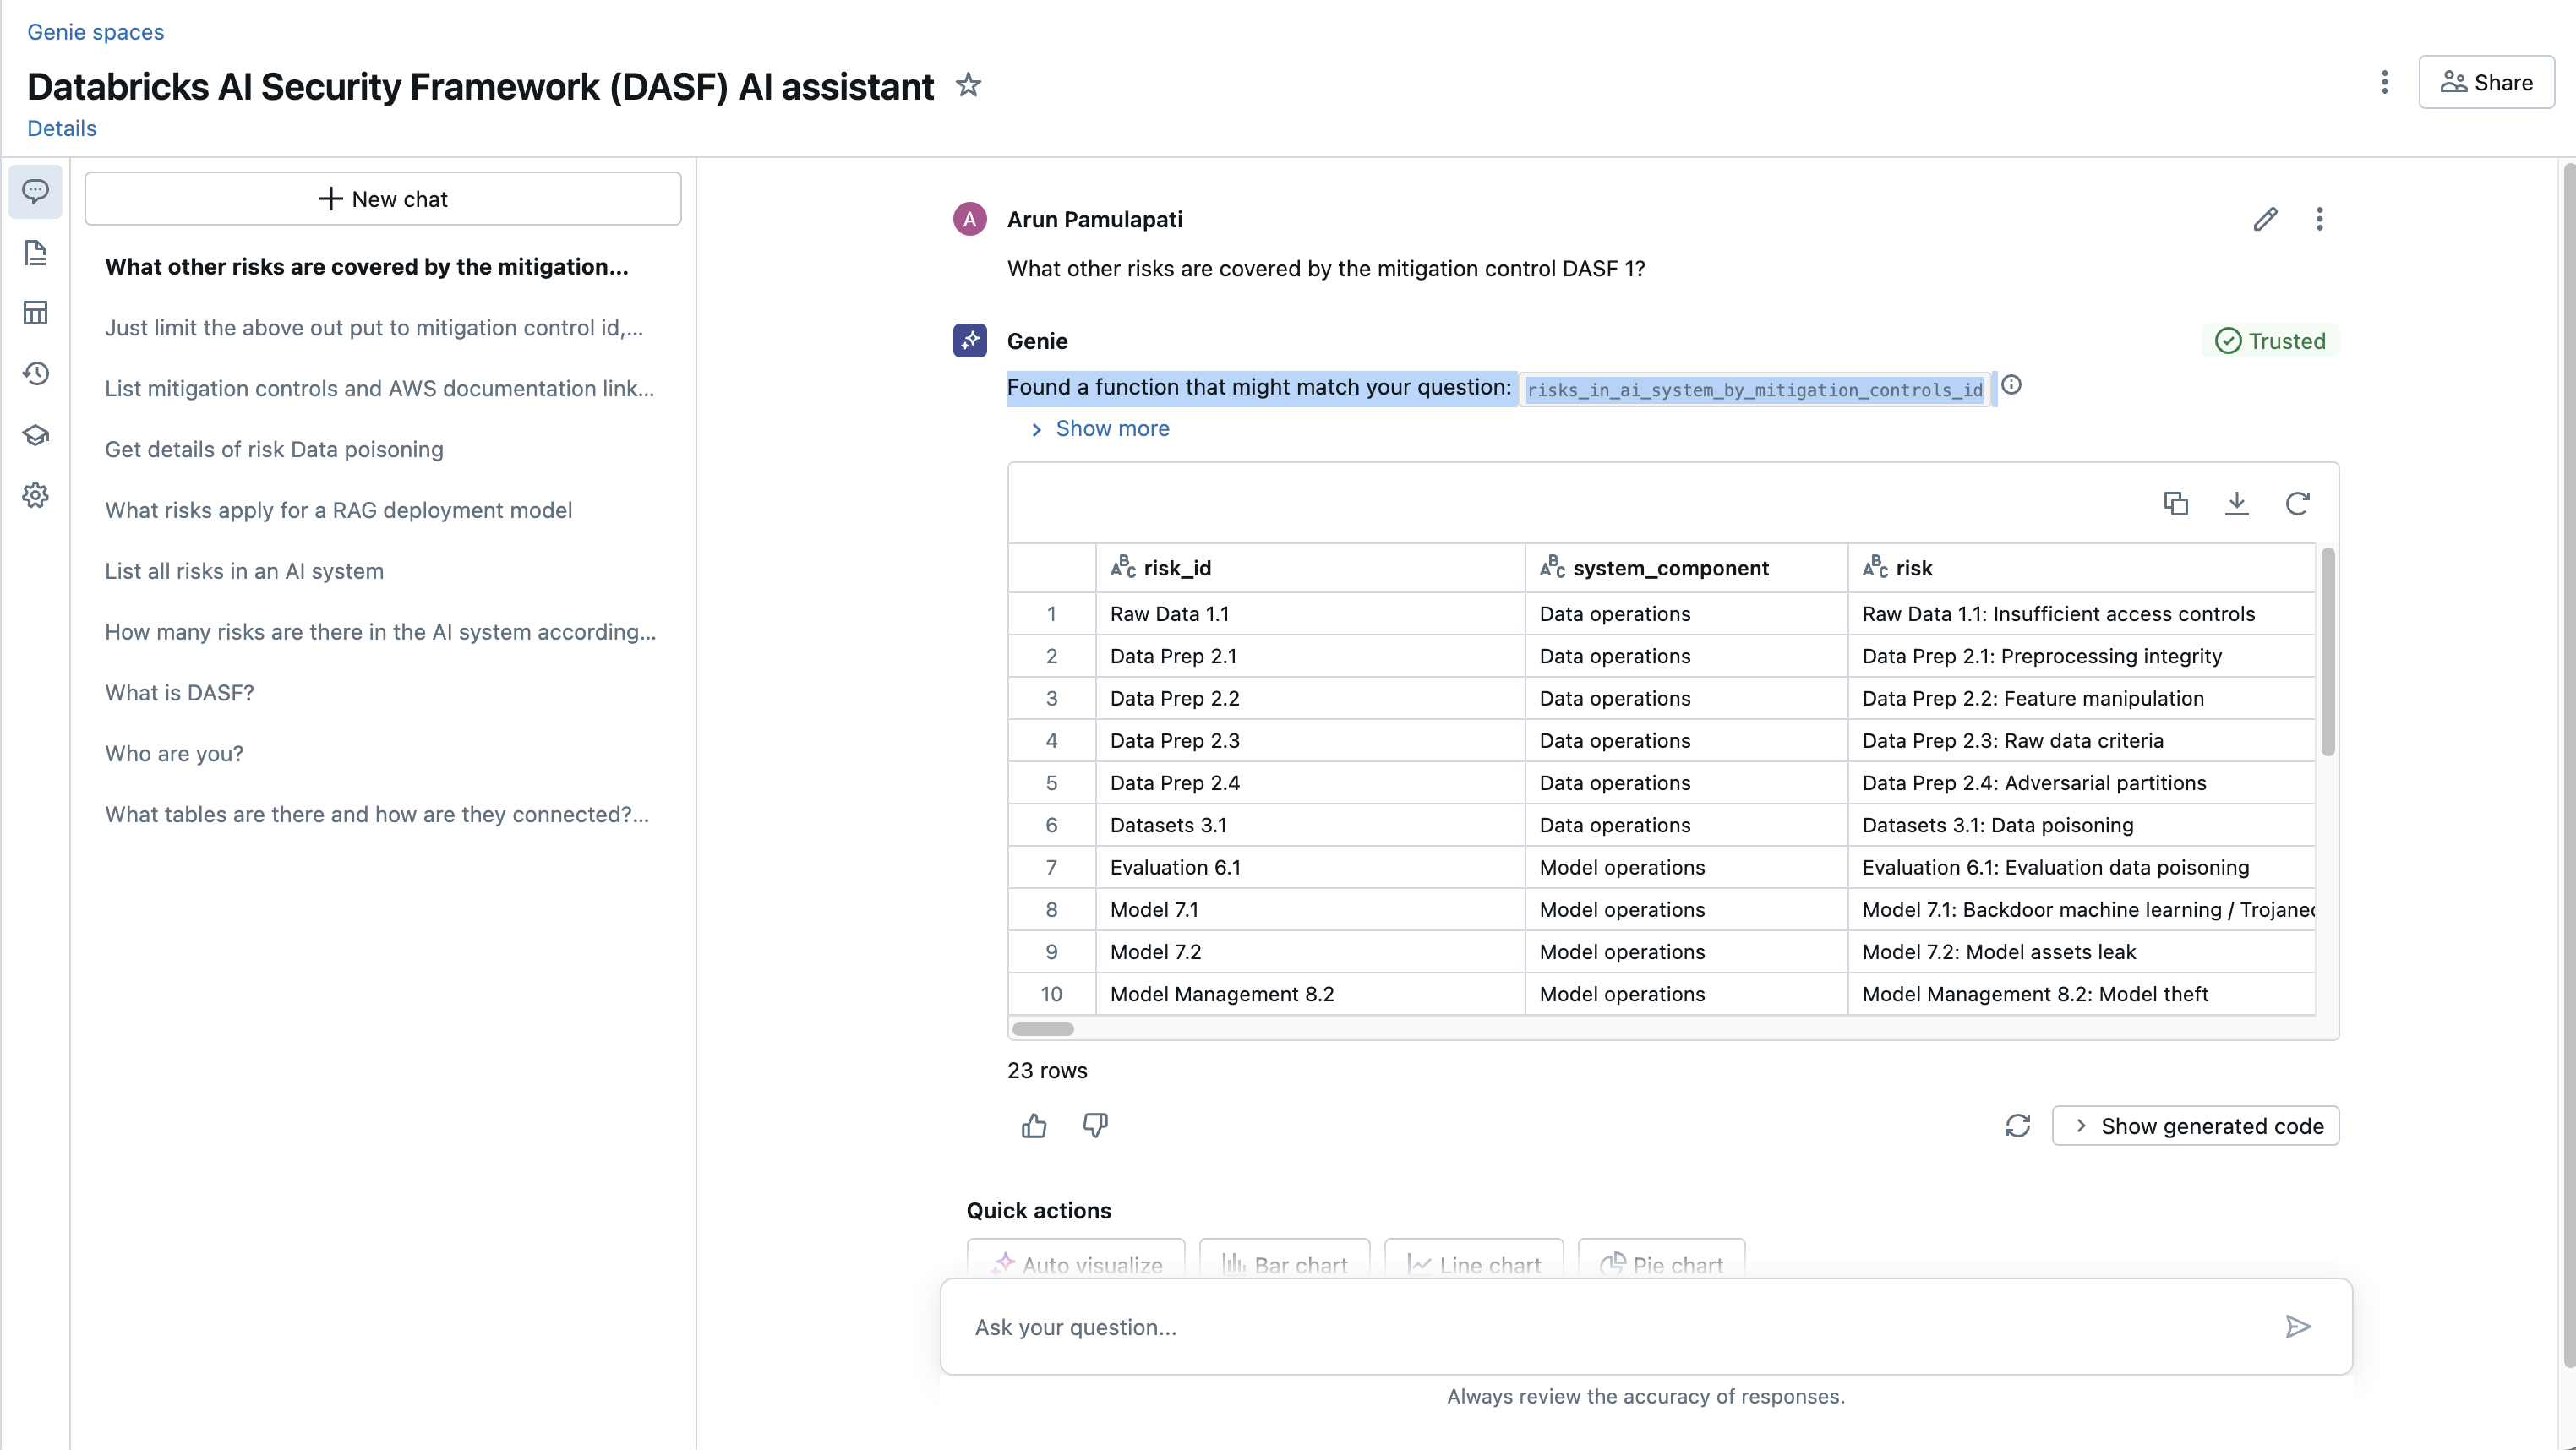 Genie spaces
Databricks AI Security Framework (DASF) AI assistant
Details
Share
New chat
What other risks are covered by the mitigation...
Just limit the above out put to mitigation control id,...
List mitigation controls and AWS documentation link...
Get details of risk Data poisoning
What risks apply for a RAG deployment model
List all risks in an AI system
How many risks are there in the AI system according...
What is DASF?
Who are you?
What tables are there and how are they connected?...
A Arun Pamulapati
What other risks are covered by the mitigation control DASF 1?
Genie Trusted
Found a function that might match your question: risks_in_ai_system_by_mitigation_controls_id
Show more
ABC risk_id ABC system_component ABC risk
1 Raw Data 1.1 Data operations Raw Data 1.1: Insufficient access controls
2 Data Prep 2.1 Data operations Data Prep 2.1: Preprocessing integrity
3 Data Prep 2.2 Data operations Data Prep 2.2: Feature manipulation
4 Data Prep 2.3 Data operations Data Prep 2.3: Raw data criteria
5 Data Prep 2.4 Data operations Data Prep 2.4: Adversarial partitions
6 Datasets 3.1 Data operations Datasets 3.1: Data poisoning
7 Evaluation 6.1 Model operations Evaluation 6.1: Evaluation data poisoning
8 Model 7.1 Model operations Model 7.1: Backdoor machine learning / Trojaned
9 Model 7.2 Model operations Model 7.2: Model assets leak
10 Model Management 8.2 Model operations Model Management 8.2: Model theft
23 rows
Show generated code
Quick actions
Auto visualize Bar chart Line chart Pie chart
Ask your question...
Always review the accuracy of responses.